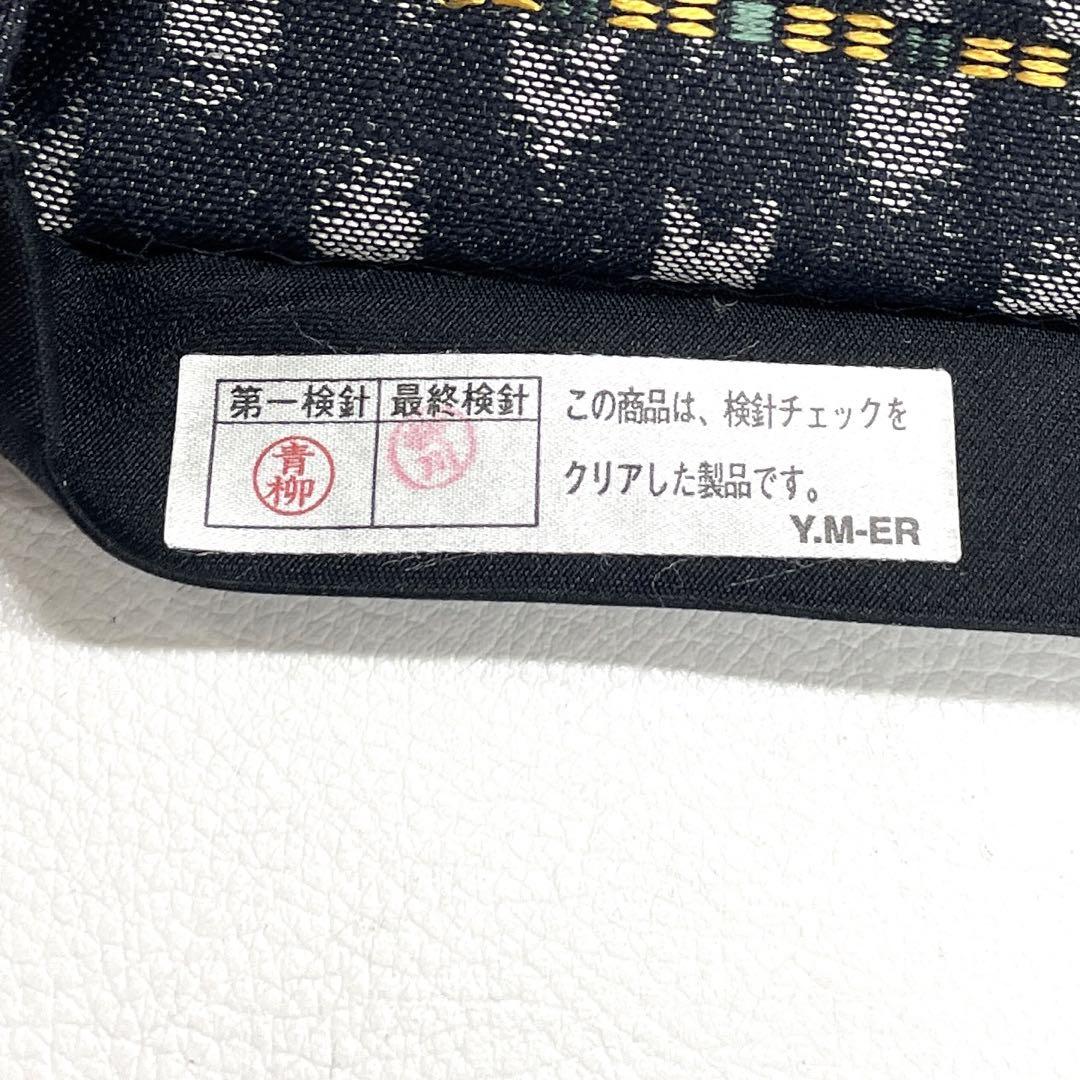 第一検針 最終検針
青柳
この商品は、検針チェックを
クリアした製品です。
Y.M-ER